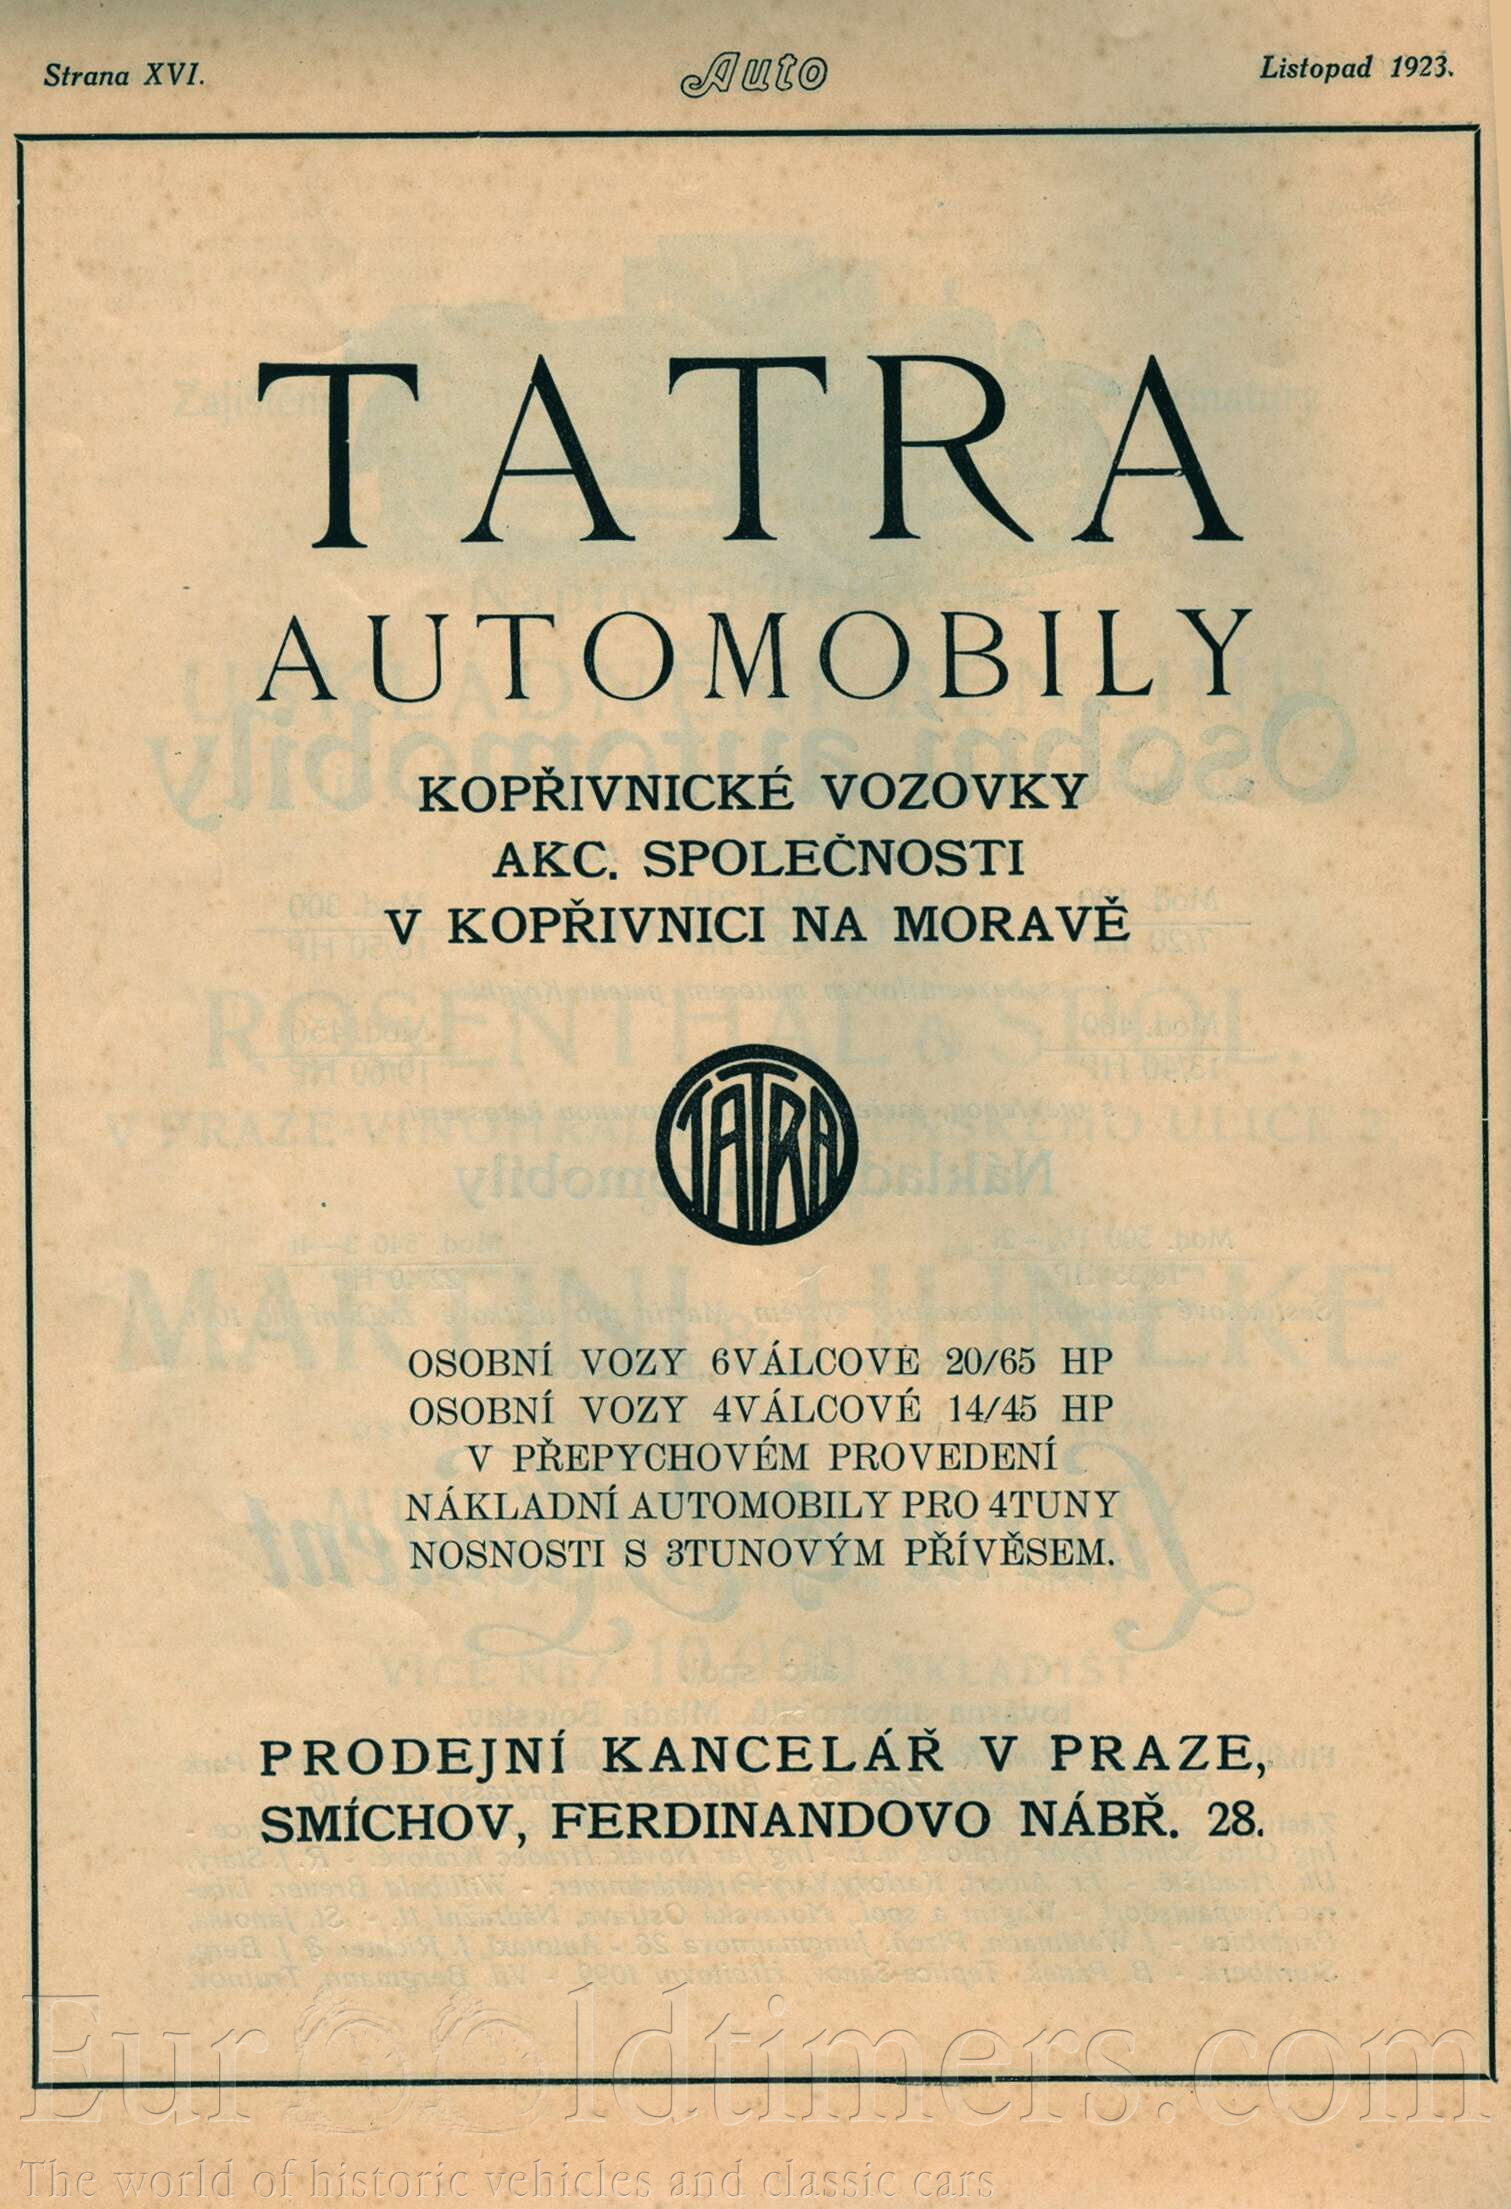 Strana XVI.
Auto
Listopad 1923.
TATRA
AUTOMOBILY
KOPŘIVNICKÉ VOZOVKY
AKC. SPOLEČNOSTI
V KOPŘIVNICI NA MORAVĚ
TATRA
OSOBNÍ VOZY 6VÁLCOVÉ 20/65 HP
OSOBNÍ VOZY 4VÁLCOVÉ 14/45 HP
V PŘEPYCHOVÉM PROVEDENÍ
NÁKLADNÍ AUTOMOBILY PRO 4TUNY
NOSNOSTI S 3TUNOVÝM PŘÍVĚSEM.
PRODEJNÍ KANCELÁŘ V PRAZE,
SMÍCHOV, FERDINANDOVO NÁBŘ. 28.
EuroOldtimers.com
The world of historic vehicles and classic cars